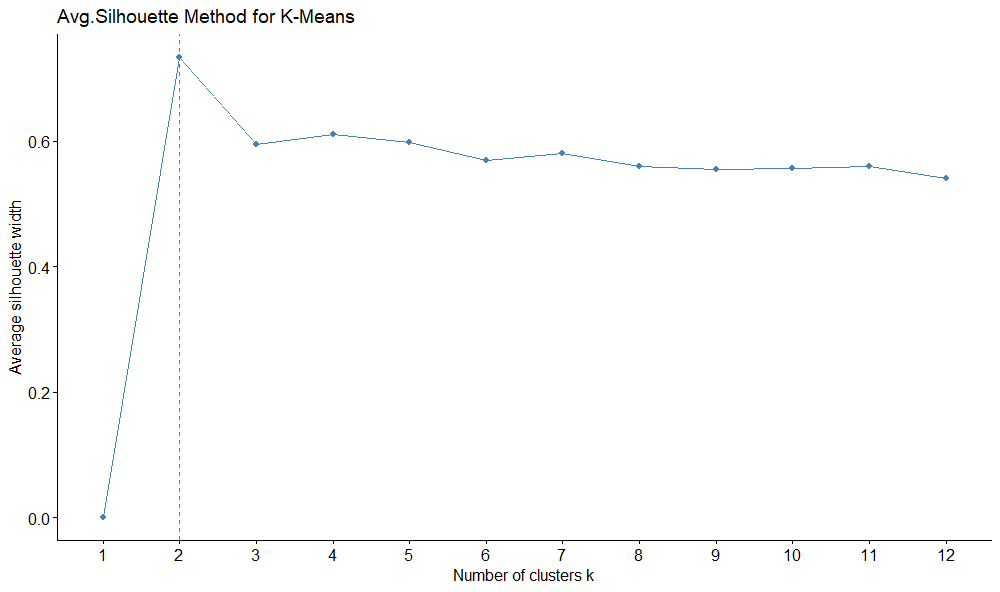 Avg.Silhouette Method for K-Means
Average silhouette width
0.6
0.4
0.2
0.0
1 2 3 4 5 6 7 8 9 10 11 12
Number of clusters k